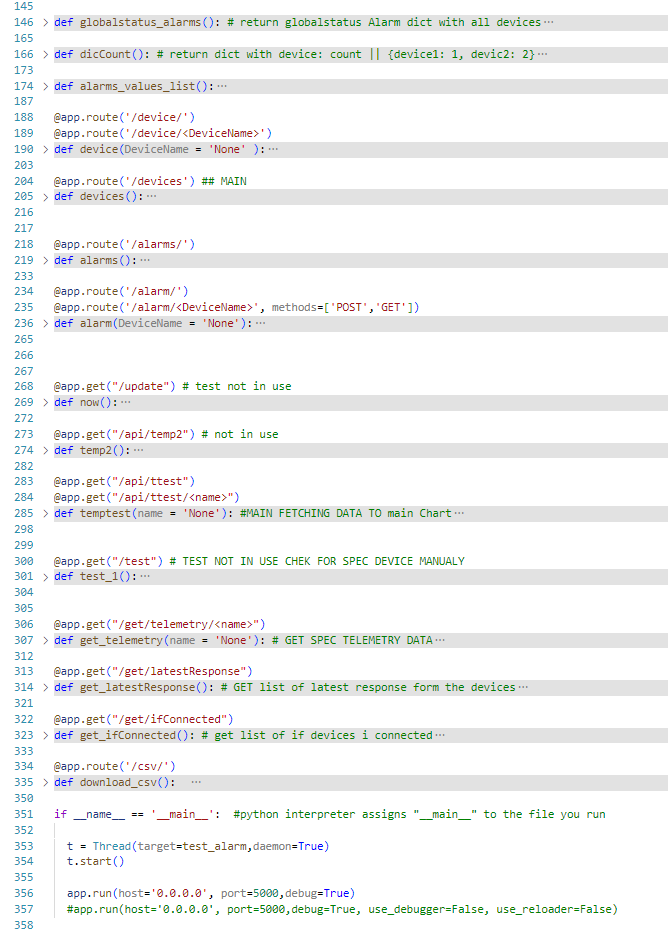 145
146 > def globalstatus_alarms(): # return globalstatus Alarm dict with all devices···
165
166 > def dicCount(): # return dict with device: count || {device1: 1, devic2: 2}···
173
174 > def alarms_values_list():···
187
188 @app.route('/device/')
189 @app.route('/device/<DeviceName>')
190 > def device(DeviceName = 'None' ):···
203
204 @app.route('/devices') ## MAIN
205 > def devices():···
216
217
218 @app.route('/alarms/')
219 > def alarms():···
233
234 @app.route('/alarm/')
235 @app.route('/alarm/<DeviceName>', methods=['POST','GET'])
236 > def alarm(DeviceName = 'None'):···
265
266
267
268 @app.get("/update") # test not in use
269 > def now():···
272
273 @app.get("/api/temp2") # not in use
274 > def temp2():···
282
283 @app.get("/api/ttest")
284 @app.get("/api/ttest/<name>")
285 > def temptest(name = 'None'): #MAIN FETCHING DATA TO main Chart···
298
299
300 @app.get("/test") # TEST NOT IN USE CHEK FOR SPEC DEVICE MANUALY
301 > def test_1():···
304
305
306 @app.get("/get/telemetry/<name>")
307 > def get_telemetry(name = 'None'): # GET SPEC TELEMETRY DATA···
312
313 @app.get("/get/latestResponse")
314 > def get_latestResponse(): # GET list of latest response form the devices···
321
322 @app.get("/get/ifConnected")
323 > def get_ifConnected(): # get list of if devices i connected···
333
334 @app.route('/csv/')
335 > def download_csv(): ···
350
351 if __name__ == '__main__': #python interpreter assigns "__main__" to the file you run
352
353 t = Thread(target=test_alarm,daemon=True)
354 t.start()
355
356 app.run(host='0.0.0.0', port=5000,debug=True)
357 #app.run(host='0.0.0.0', port=5000,debug=True, use_debugger=False, use_reloader=False)
358